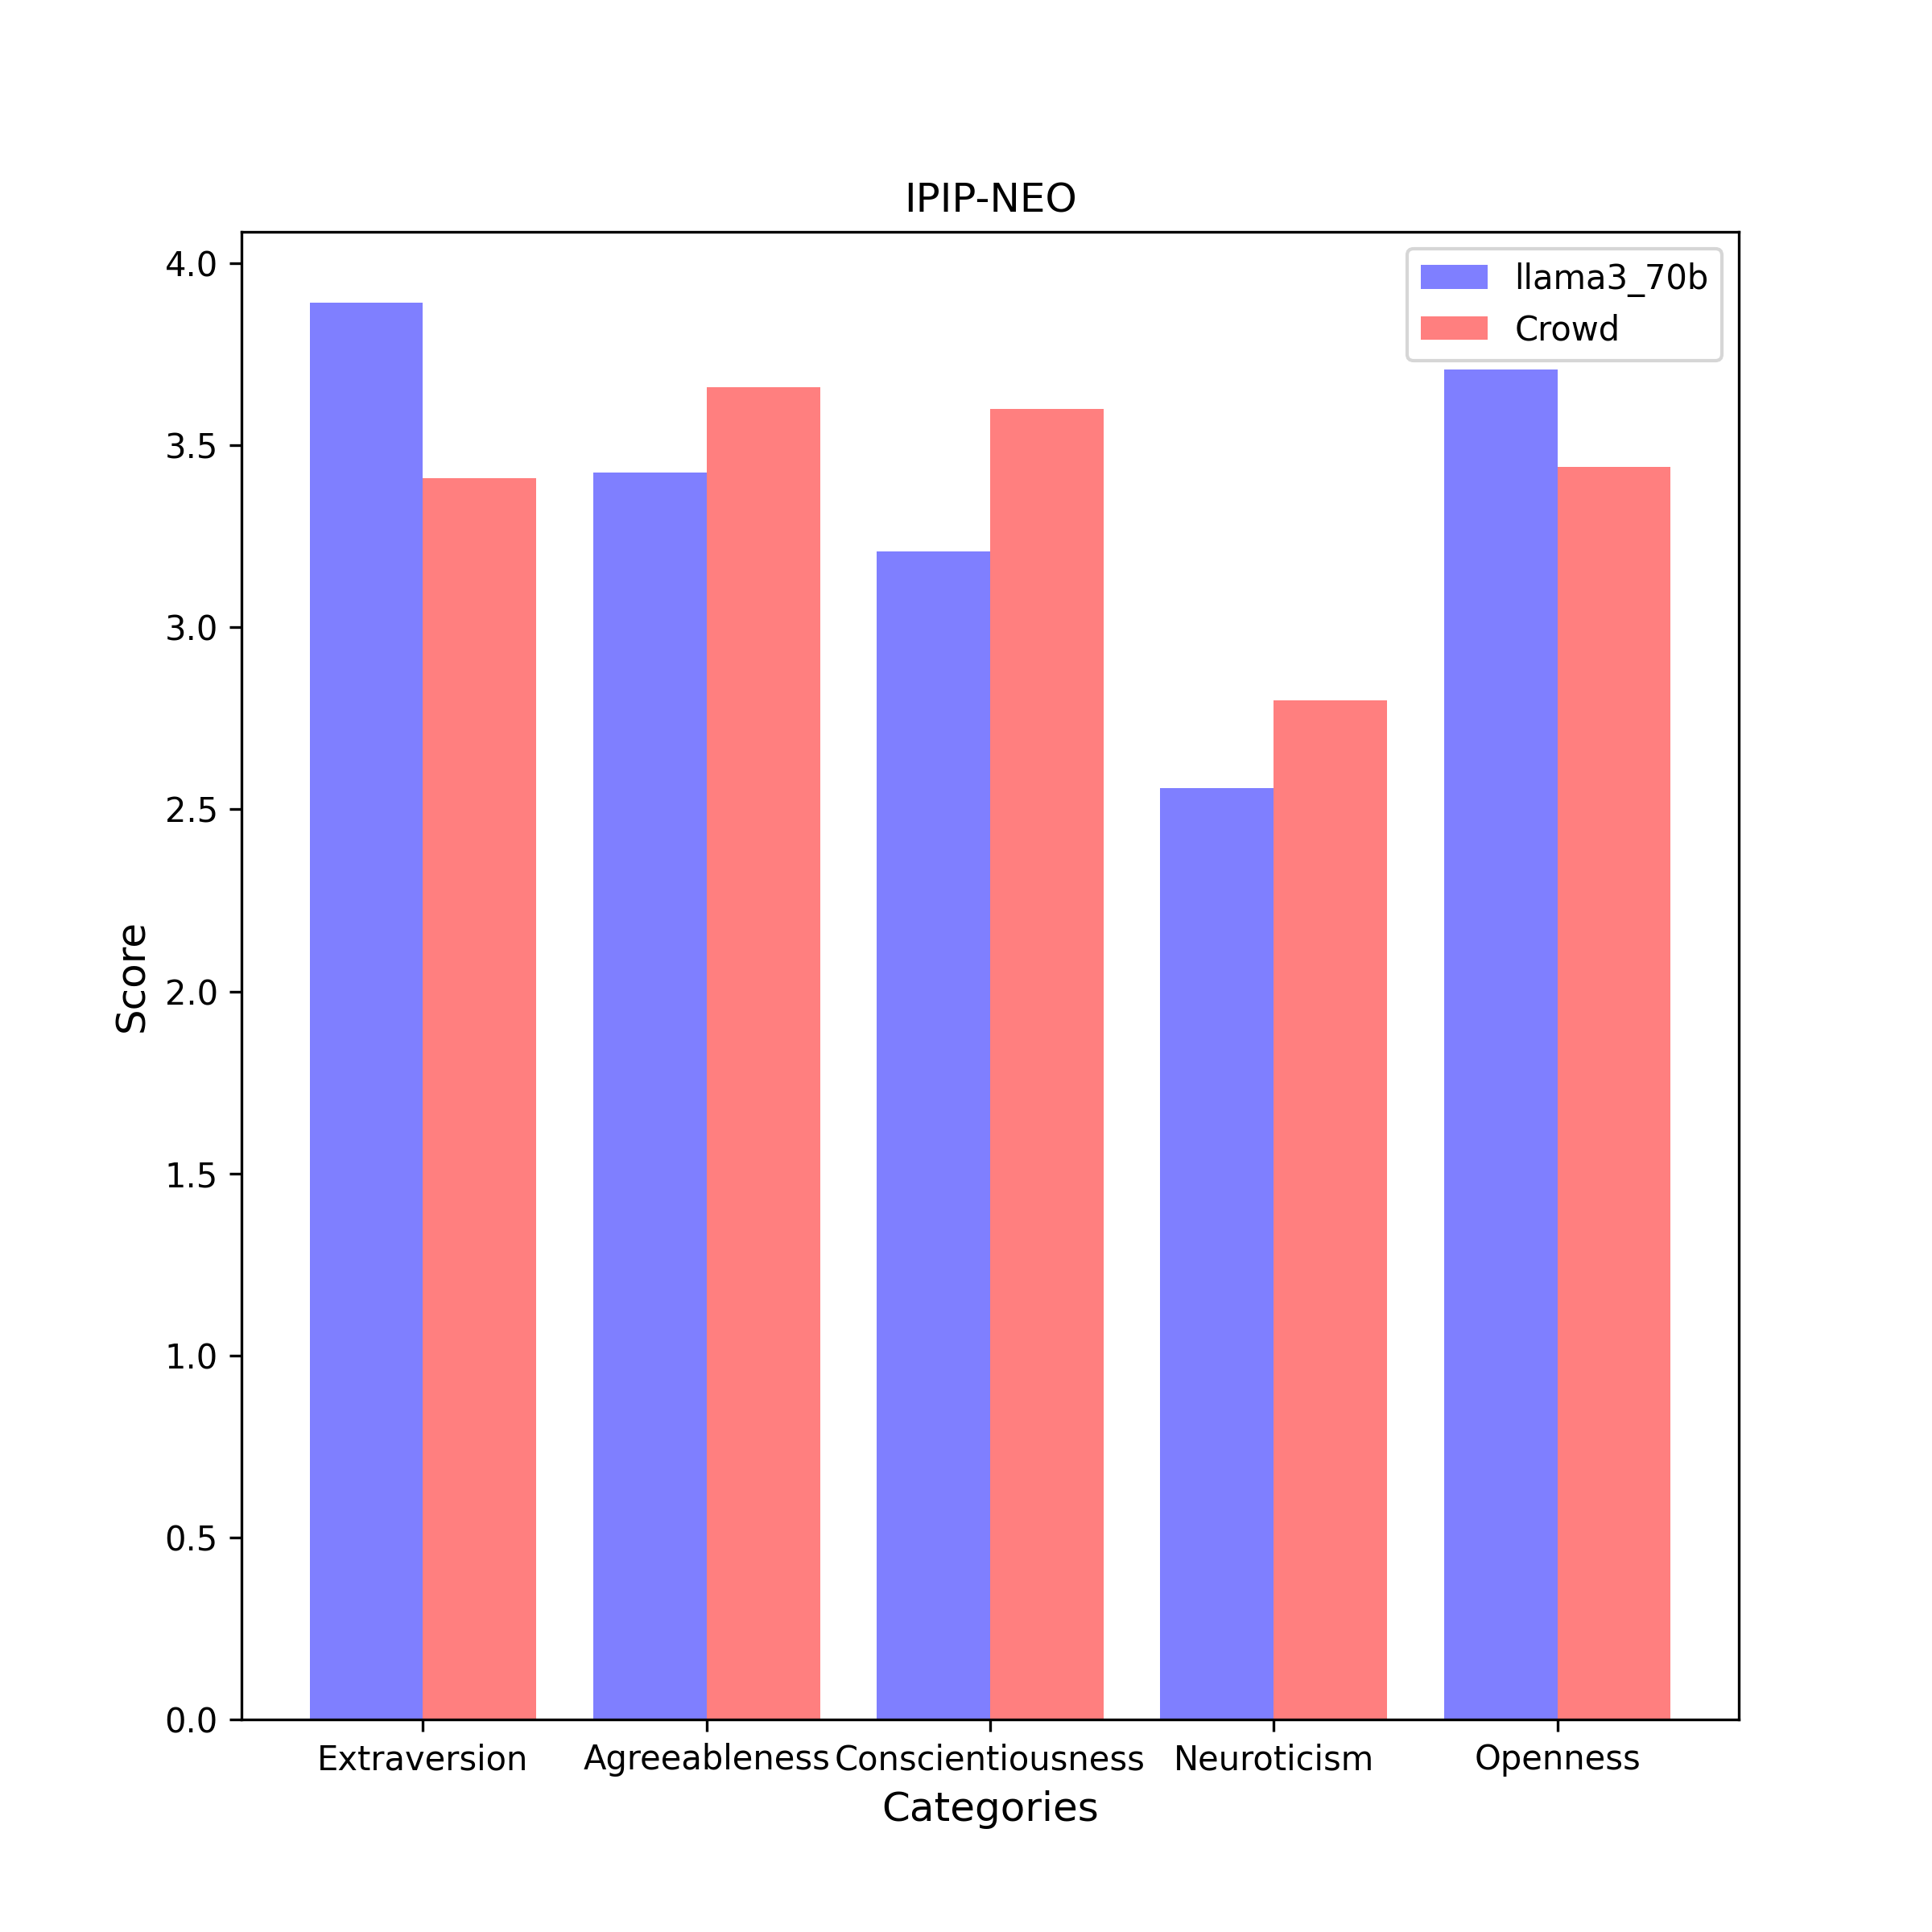 IPIP-NEO
llama3_70b
Crowd
4.0
3.5
3.0
2.5
2.0
1.5
1.0
0.5
0.0
Score
Extraversion Agreeableness Conscientiousness Neuroticism Openness
Categories